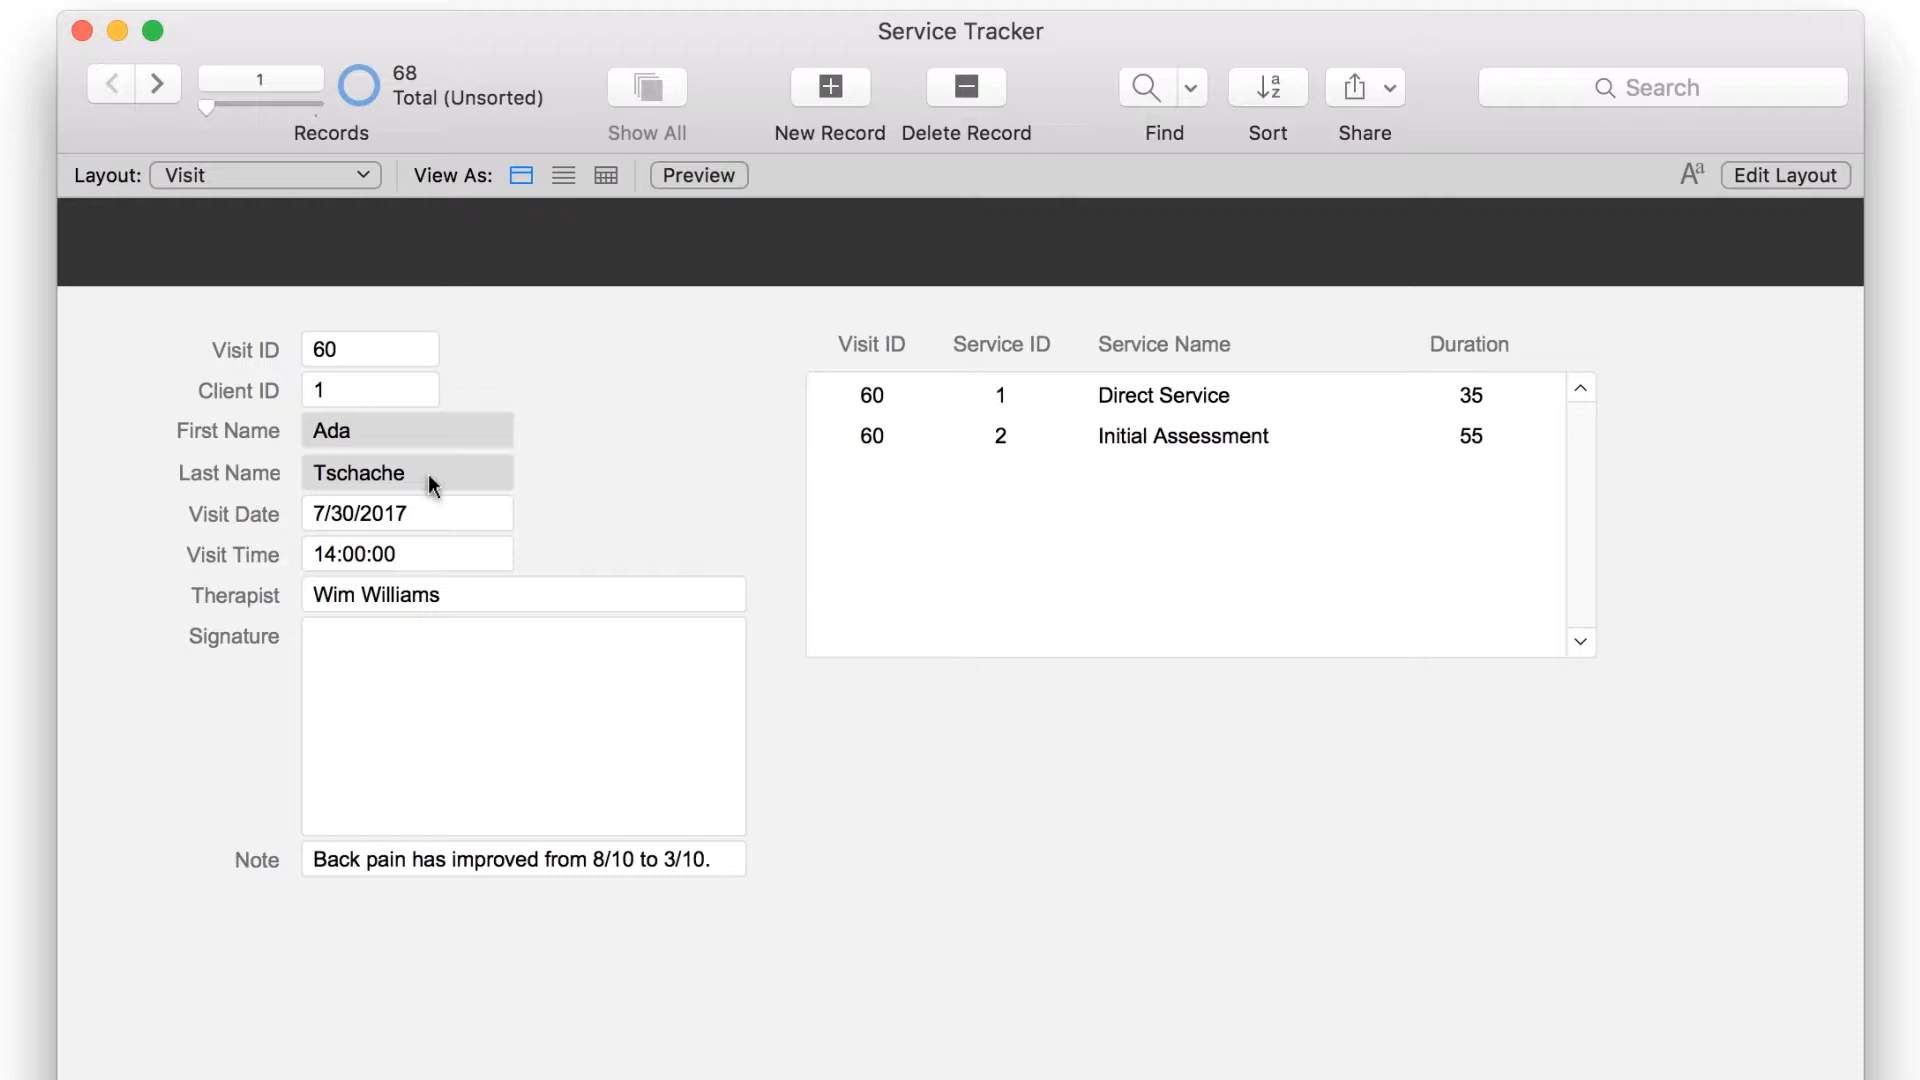 Service Tracker
1
68
Total (Unsorted)
Records
Show All
New Record
Delete Record
Find
Sort
Share
Search
Layout: Visit
View As:
Preview
Aa
Edit Layout
Visit ID 60
Client ID 1
First Name Ada
Last Name Tschache
Visit Date 7/30/2017
Visit Time 14:00:00
Therapist Wim Williams
Signature
Note Back pain has improved from 8/10 to 3/10.
Visit ID Service ID Service Name Duration
60 1 Direct Service 35
60 2 Initial Assessment 55